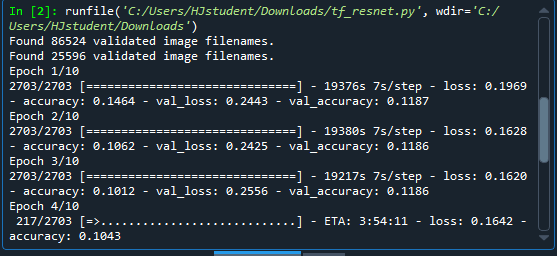 In [2]: runfile('C:/Users/HJstudent/Downloads/tf_resnet.py', wdir='C:/
Users/HJstudent/Downloads')
Found 86524 validated image filenames.
Found 25596 validated image filenames.
Epoch 1/10
2703/2703 [==============================] - 19376s 7s/step - loss: 0.1969
- accuracy: 0.1464 - val_loss: 0.2443 - val_accuracy: 0.1187
Epoch 2/10
2703/2703 [==============================] - 19380s 7s/step - loss: 0.1628
- accuracy: 0.1062 - val_loss: 0.2425 - val_accuracy: 0.1186
Epoch 3/10
2703/2703 [==============================] - 19217s 7s/step - loss: 0.1620
- accuracy: 0.1012 - val_loss: 0.2556 - val_accuracy: 0.1186
Epoch 4/10
217/2703 [=>............................] - ETA: 3:54:11 - loss: 0.1642 -
accuracy: 0.1043